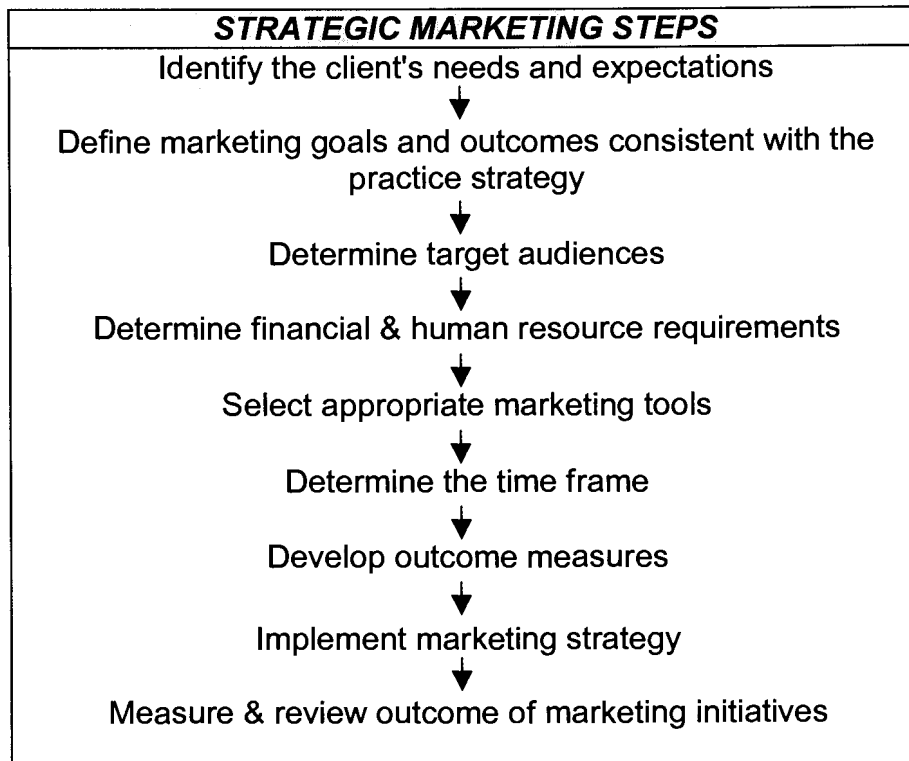 STRATEGIC MARKETING STEPS
Identify the client's needs and expectations
Define marketing goals and outcomes consistent with the
practice strategy
Determine target audiences
Determine financial & human resource requirements
Select appropriate marketing tools
Determine the time frame
Develop outcome measures
Implement marketing strategy
Measure & review outcome of marketing initiatives